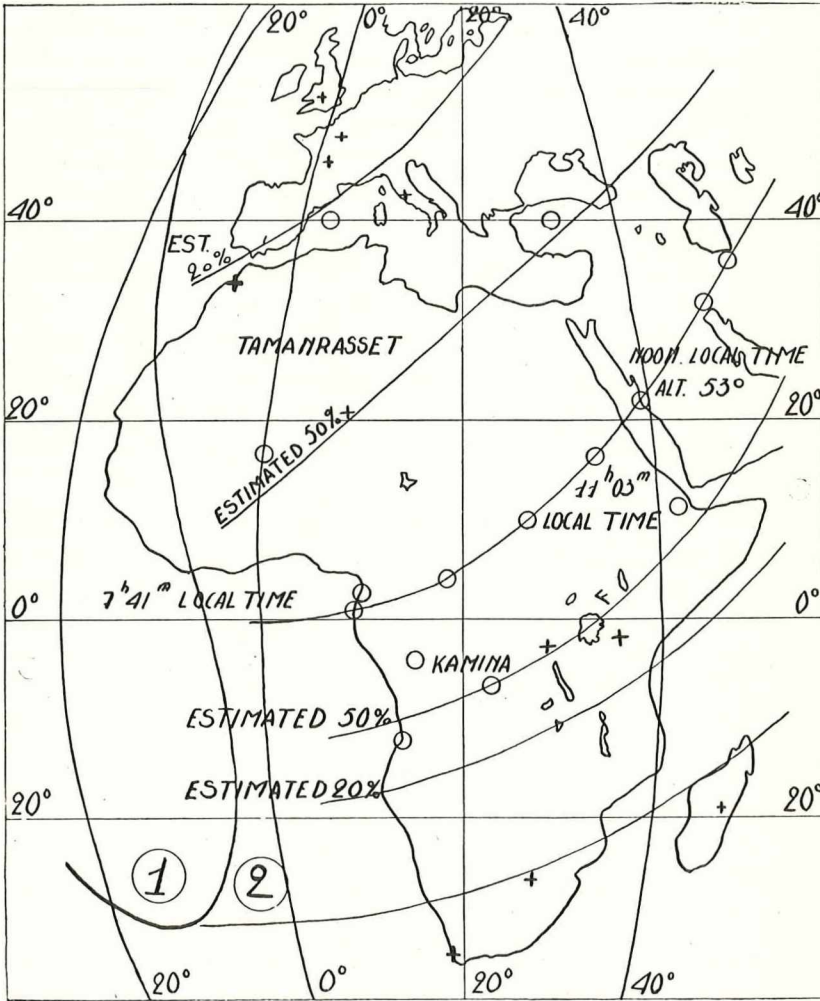 20° 0° 20° 40°
40° 40°
EST.
20%
TAMANRASSET
NOON. LOCAL TIME
ALT. 53°
20° 20°
ESTIMATED 50%
11ʰ03ᵐ
LOCAL TIME
7ʰ41ᵐ LOCAL TIME
0° 0°
F
KAMINA
ESTIMATED 50%
ESTIMATED 20%
20° 20°
1 2
20° 0° 20° 40°